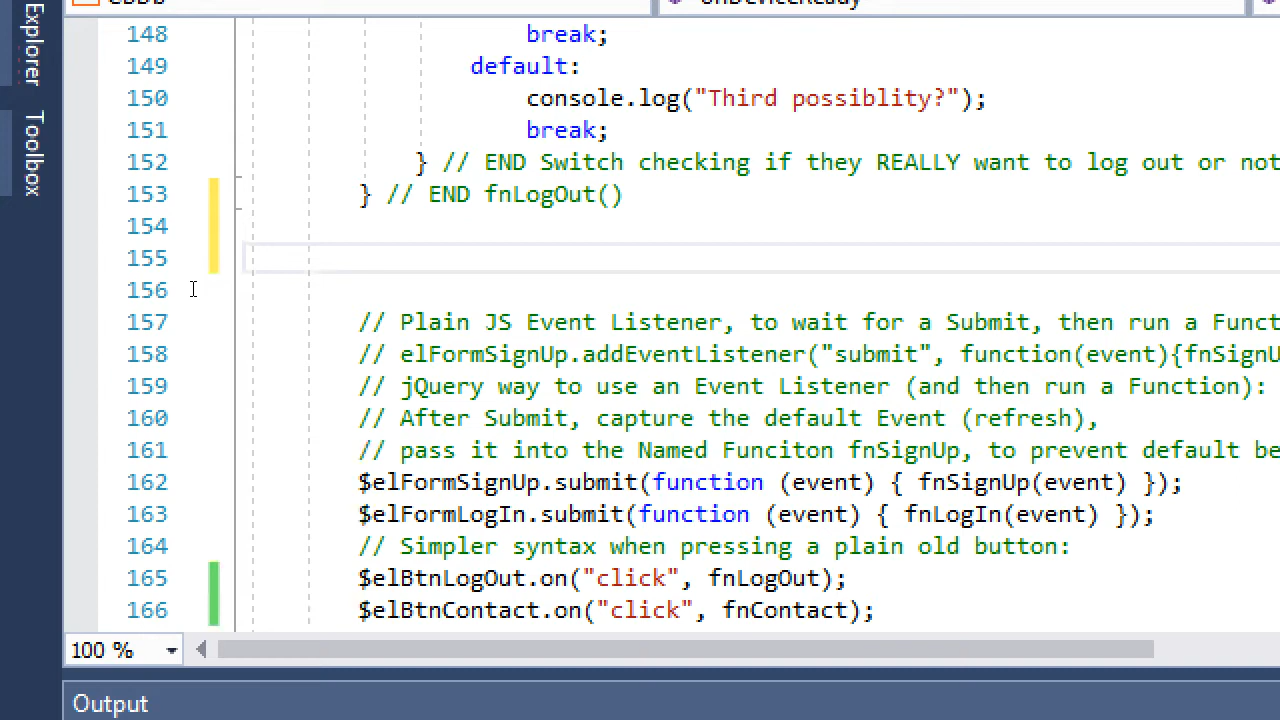 Explorer
Toolbox
onDeviceReady
148 break;
149 default:
150 console.log("Third possiblity?");
151 break;
152 } // END Switch checking if they REALLY want to log out or not
153 } // END fnLogOut()
154
155
156
157 // Plain JS Event Listener, to wait for a Submit, then run a Funct
158 // elFormSignUp.addEventListener("submit", function(event){fnSignU
159 // jQuery way to use an Event Listener (and then run a Function):
160 // After Submit, capture the default Event (refresh),
161 // pass it into the Named Funciton fnSignUp, to prevent default be
162 $elFormSignUp.submit(function (event) { fnSignUp(event) });
163 $elFormLogIn.submit(function (event) { fnLogIn(event) });
164 // Simpler syntax when pressing a plain old button:
165 $elBtnLogOut.on("click", fnLogOut);
166 $elBtnContact.on("click", fnContact);
100 %
Output